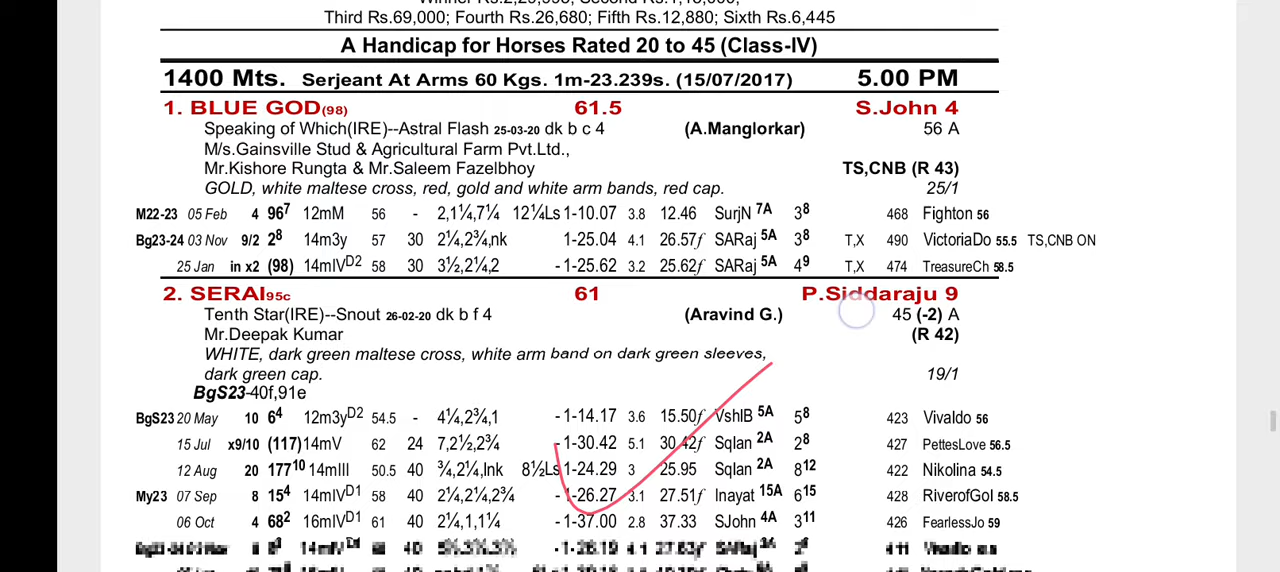 Third Rs.69,000; Fourth Rs.26,680; Fifth Rs.12,880; Sixth Rs.6,445
A Handicap for Horses Rated 20 to 45 (Class-IV)
1400 Mts. Serjeant At Arms 60 Kgs. 1m-23.239s. (15/07/2017) 5.00 PM
1. BLUE GOD(98) 61.5 S.John 4
Speaking of Which(IRE)--Astral Flash 25-03-20 dk b c 4 (A.Manglorkar) 56 A
M/s.Gainsville Stud & Agricultural Farm Pvt.Ltd.,
Mr.Kishore Rungta & Mr.Saleem Fazelbhoy TS,CNB (R 43)
GOLD, white maltese cross, red, gold and white arm bands, red cap. 25/1
M22-23 05 Feb 4 96⁷ 12mM 56 - 2,1¼,7¼ 12¼Ls 1-10.07 3.8 12.46 SurjN 7A 3⁸ 468 Fighton 56
Bg23-24 03 Nov 9/2 2⁸ 14m3y 57 30 2¼,2¾,nk 1-25.04 4.1 26.57f SARaj 5A 3⁸ T,X 490 VictoriaDo 55.5 TS,CNB ON
25 Jan in x2 (98) 14mIVD2 58 30 3½,2¼,2 -1-25.62 3.2 25.62f SARaj 5A 4⁹ T,X 474 TreasureCh 58.5
2. SERAI95c 61 P.Siddaraju 9
Tenth Star(IRE)--Snout 26-02-20 dk b f 4 (Aravind G.) 45 (-2) A
Mr.Deepak Kumar (R 42)
WHITE, dark green maltese cross, white arm band on dark green sleeves,
dark green cap. 19/1
BgS23-40f,91e
BgS23 20 May 10 6⁴ 12m3yD2 54.5 - 4¼,2¾,1 -1-14.17 3.6 15.50f VshlB 5A 5⁸ 423 Vivaldo 56
15 Jul x9/10 (117) 14mV 62 24 7,2½,2¾ -1-30.42 5.1 30.42f Sqlan 2A 2⁸ 427 PettesLove 56.5
12 Aug 20 177¹⁰ 14mIII 50.5 40 ¾,2¼,lnk 8½Ls 1-24.29 3 25.95 Sqlan 2A 8¹² 422 Nikolina 54.5
My23 07 Sep 8 15⁴ 14mIVD1 58 40 2¼,2¼,2¾ -1-26.27 3.1 27.51f Inayat 15A 6¹⁵ 428 RiverofGol 58.5
06 Oct 4 68² 16mIVD1 61 40 2¼,1,1¼ -1-37.00 2.8 37.33 SJohn 4A 3¹¹ 426 FearlessJo 59